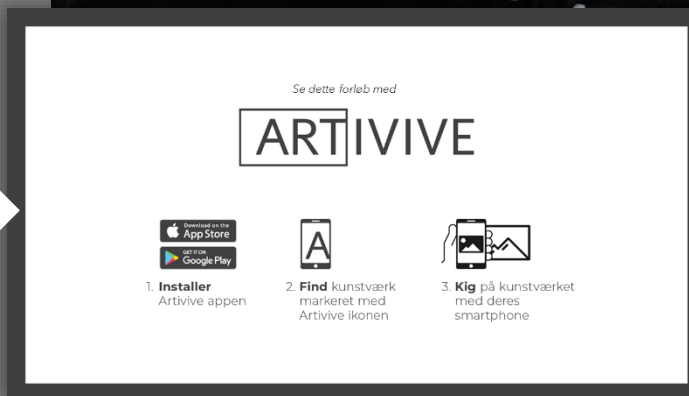 Se dette forløb med
ARTIVIVE
Download on the
App Store
GET IT ON
Google Play
A
1. Installer
Artivive appen
2. Find kunstværk
markeret med
Artivive ikonen
3. Kig på kunstværket
med deres
smartphone